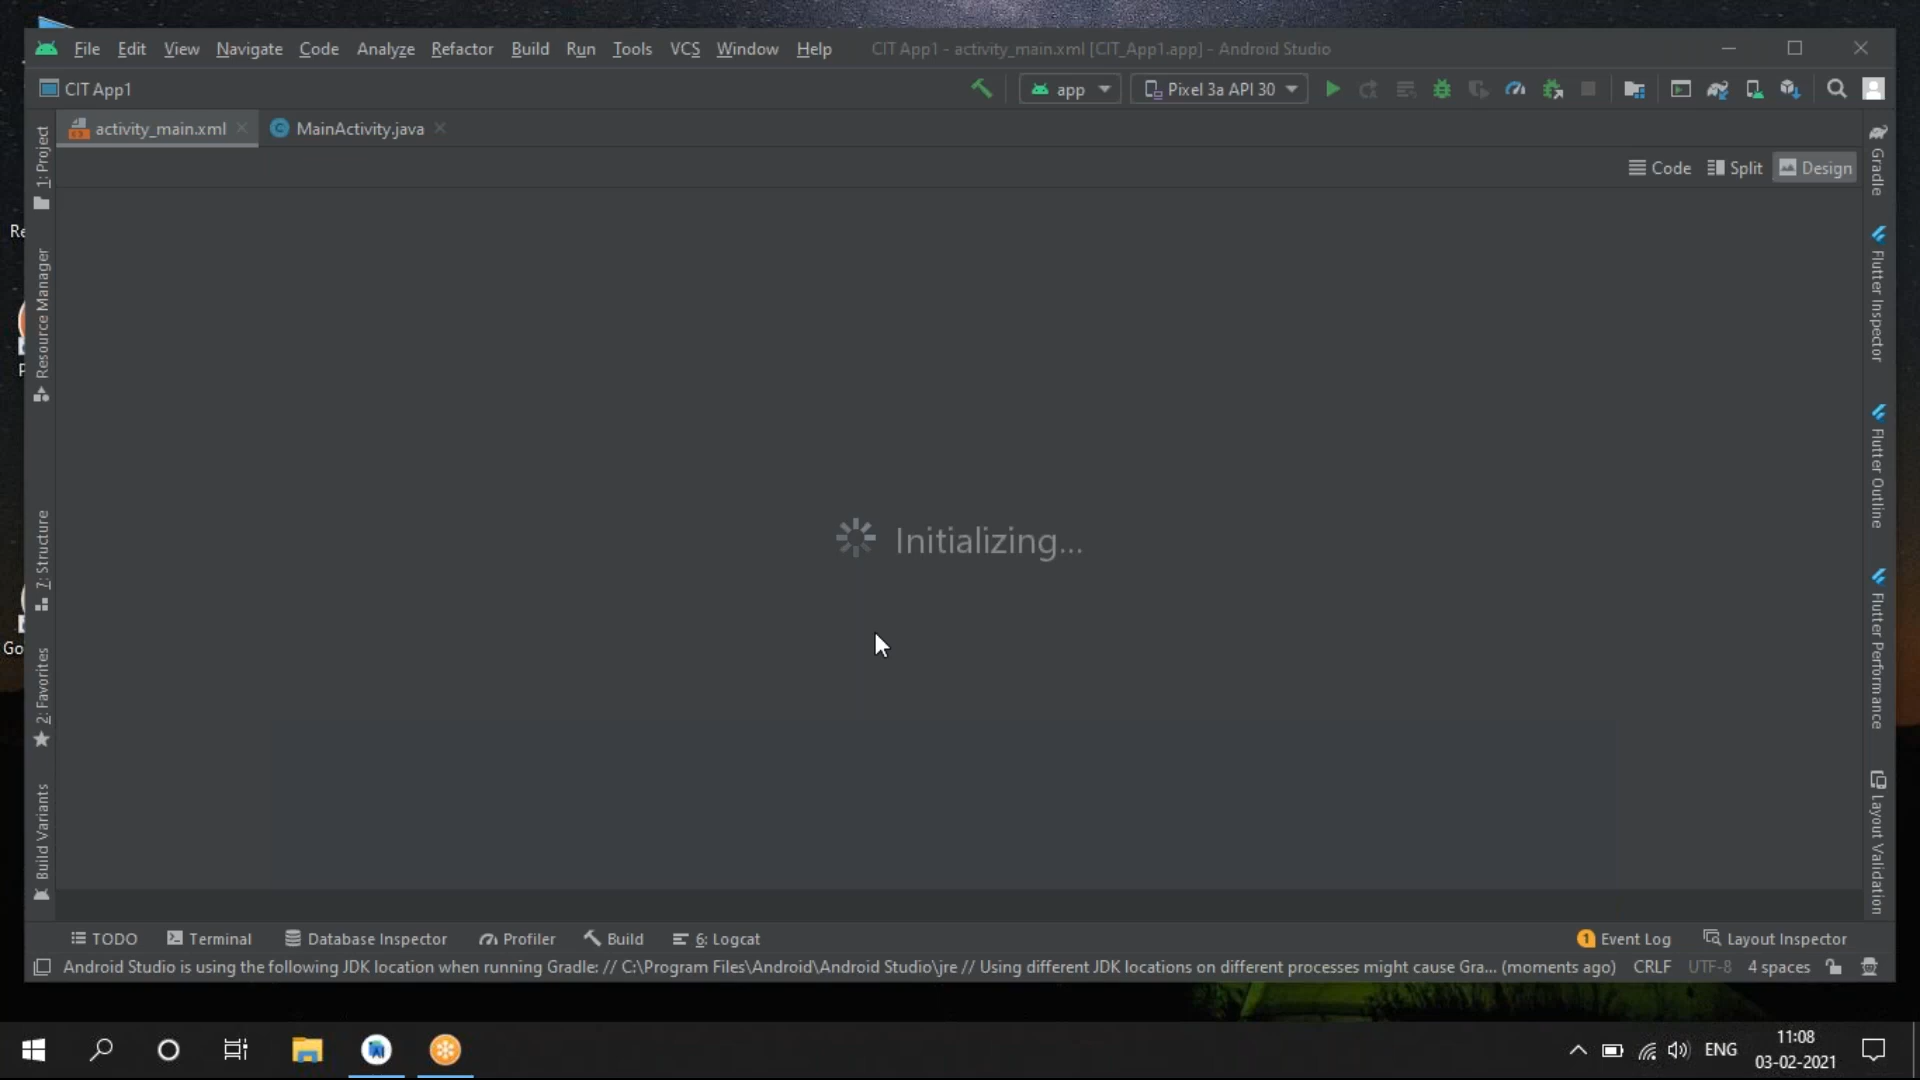 File Edit View Navigate Code Analyze Refactor Build Run Tools VCS Window Help CIT App1 - activity_main.xml [CIT_App1.app] - Android Studio
CIT App1 app Pixel 3a API 30
activity_main.xml MainActivity.java
Code Split Design
1: Project
Resource Manager
7: Structure
2: Favorites
Build Variants
Initializing...
Gradle
Flutter Inspector
Flutter Outline
Flutter Performance
Layout Validation
TODO Terminal Database Inspector Profiler Build 6: Logcat 1 Event Log Layout Inspector
Android Studio is using the following JDK location when running Gradle: // C:\Program Files\Android\Android Studio\jre // Using different JDK locations on different processes might cause Gra... (moments ago) CRLF UTF-8 4 spaces
Re
P
Go
ENG
11:08
03-02-2021